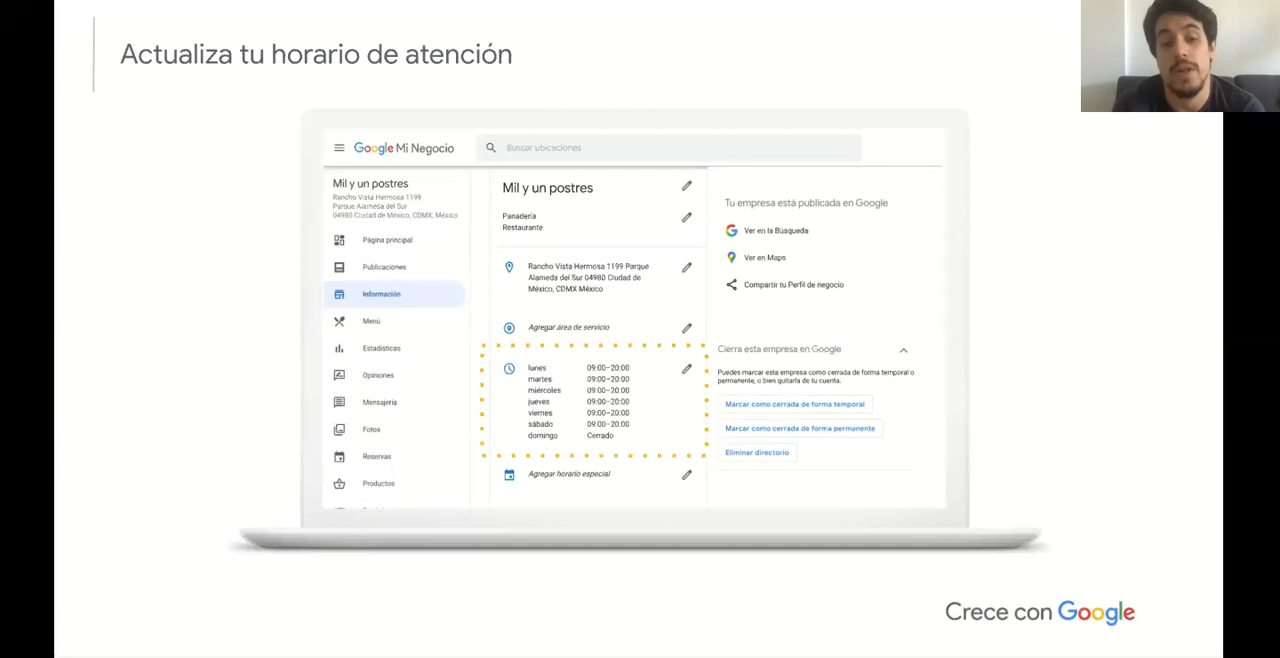 Actualiza tu horario de atención
Google Mi Negocio
Buscar ubicaciones
Mil y un postres
Rancho Vista Hermosa 1199
Parque Alameda del Sur
04980 Ciudad de México, CDMX, México
Página principal
Publicaciones
Información
Menú
Estadísticas
Opiniones
Mensajería
Fotos
Reservas
Productos
Mil y un postres
Panadería
Restaurante
Rancho Vista Hermosa 1199 Parque
Alameda del Sur 04980 Ciudad de
México, CDMX México
Agregar área de servicio
lunes 09:00–20:00
martes 09:00–20:00
miércoles 09:00–20:00
jueves 09:00–20:00
viernes 09:00–20:00
sábado 09:00–20:00
domingo Cerrado
Agregar horario especial
Tu empresa está publicada en Google
Ver en la Búsqueda
Ver en Maps
Compartir tu Perfil de negocio
Cierra esta empresa en Google
Puedes marcar esta empresa como cerrada de forma temporal o
permanente, o bien quitarla de tu cuenta.
Marcar como cerrada de forma temporal
Marcar como cerrada de forma permanente
Eliminar directorio
Crece con Google